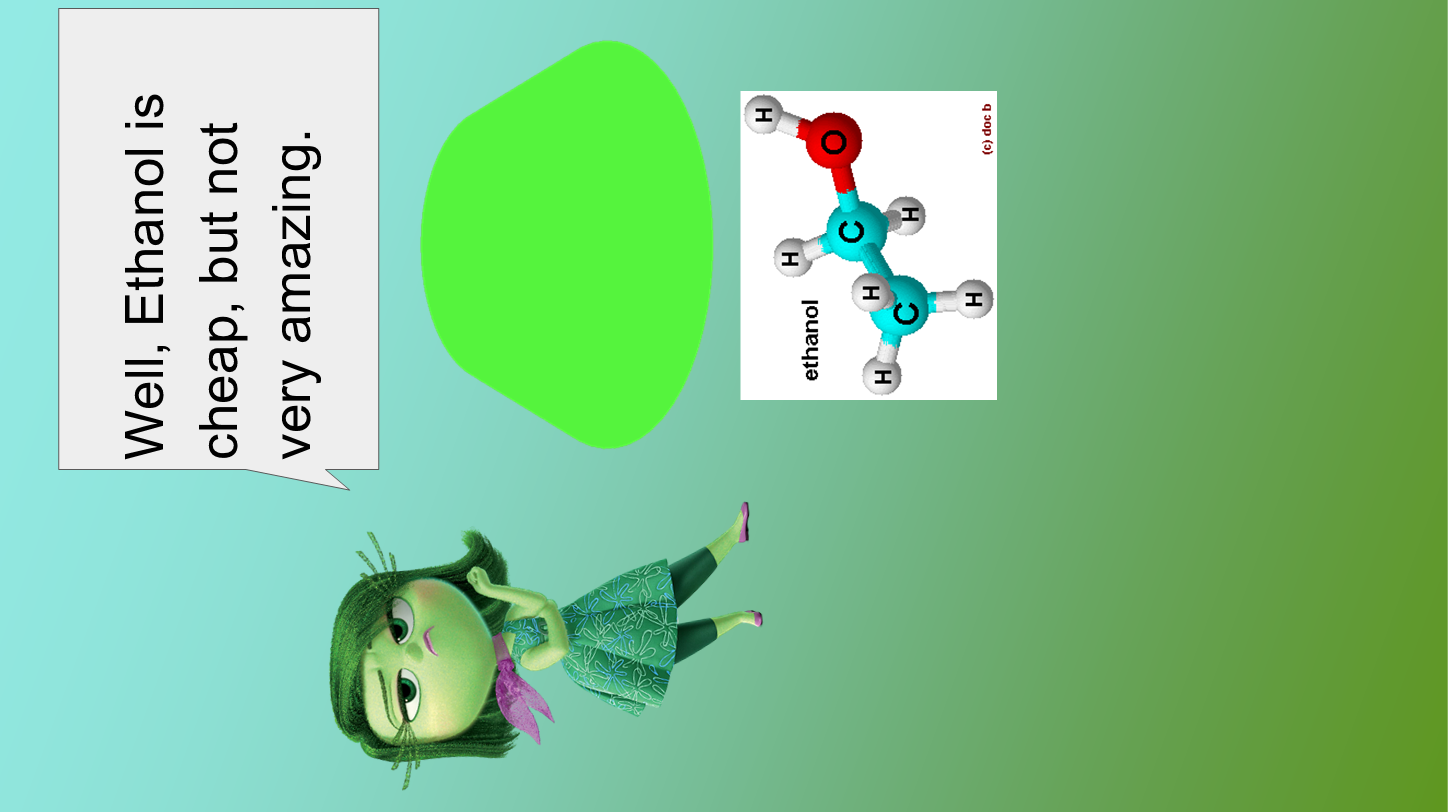 Well, Ethanol is
cheap, but not
very amazing.
ethanol
H
O
C
H
H
C
H
H
H
(c) doc b